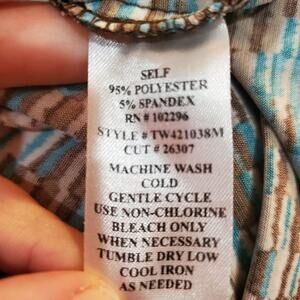 SELF
95% POLYESTER
5% SPANDEX
RN # 102296
STYLE # TW421038M
CUT # 26307
MACHINE WASH
COLD
GENTLE CYCLE
USE NON-CHLORINE
BLEACH ONLY
WHEN NECESSARY
TUMBLE DRY LOW
COOL IRON
AS NEEDED